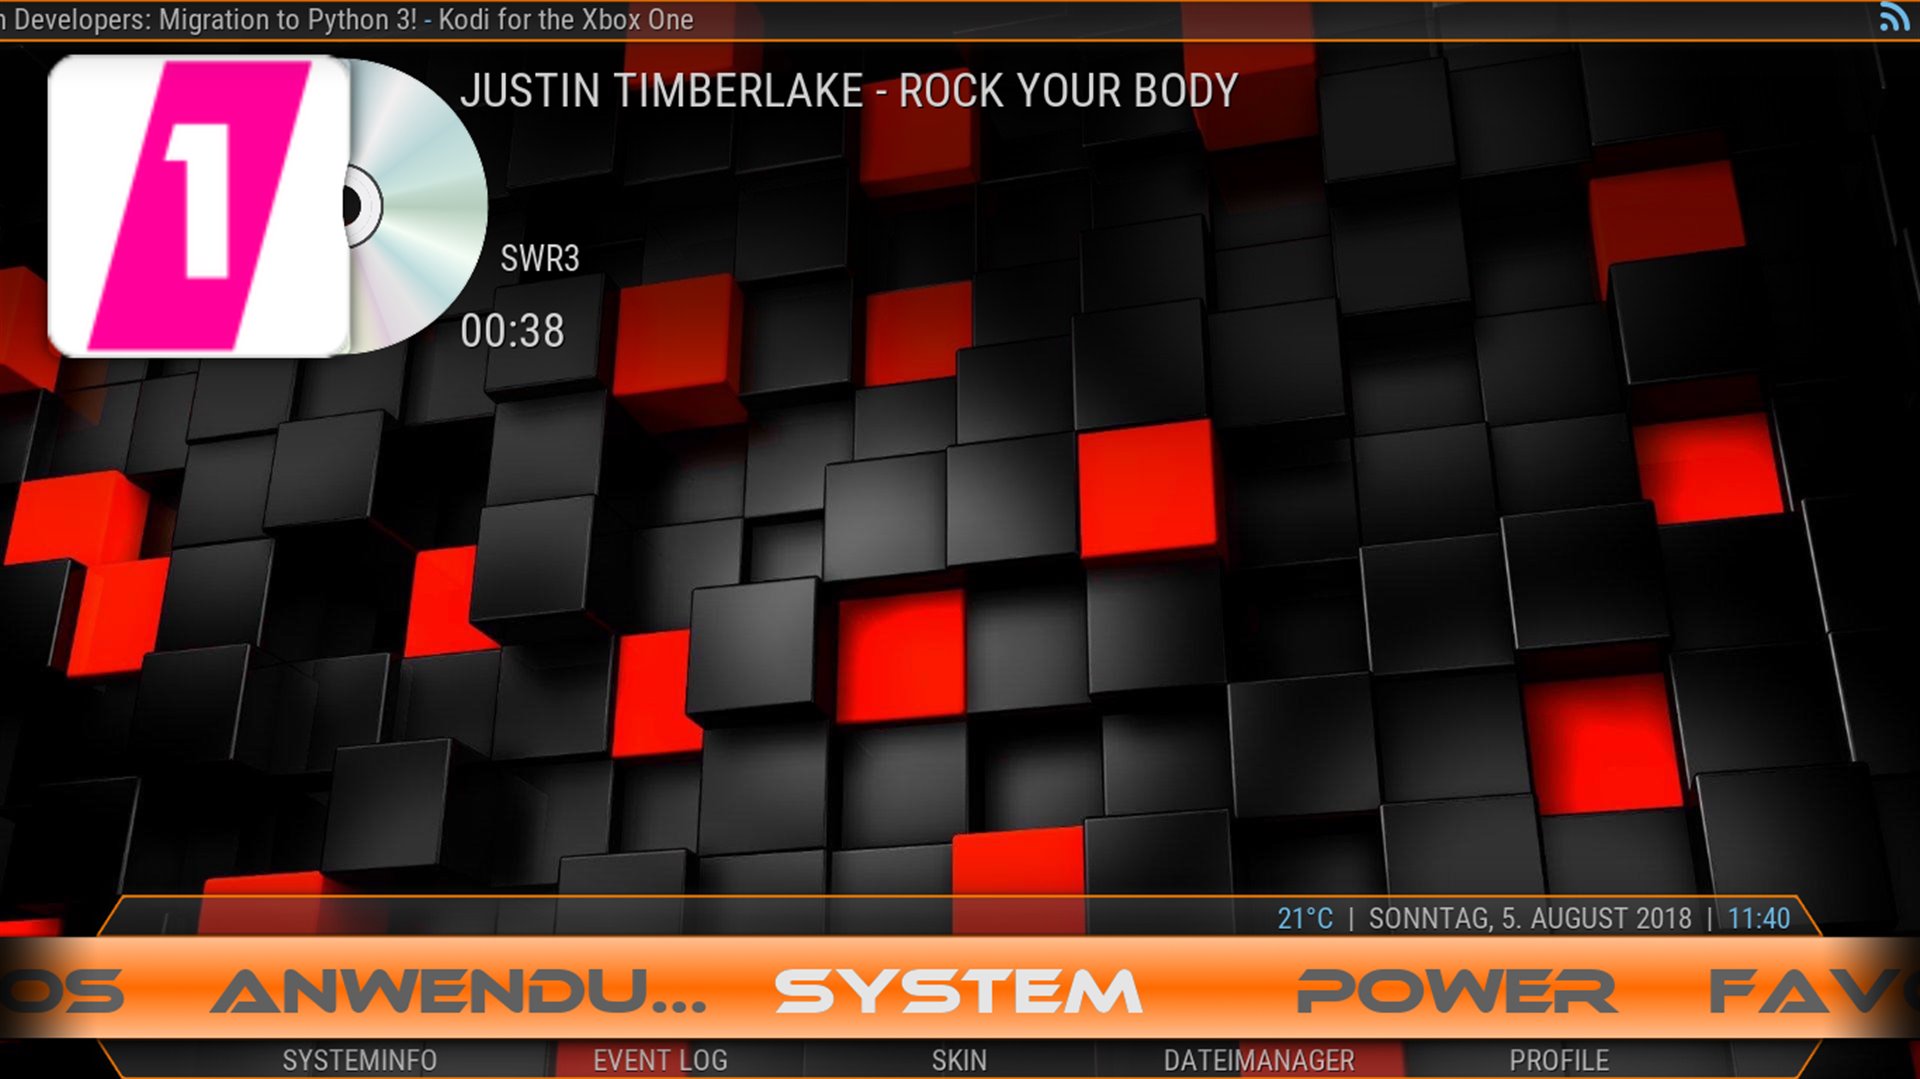 n Developers: Migration to Python 3! - Kodi for the Xbox One
1
JUSTIN TIMBERLAKE - ROCK YOUR BODY
SWR3
00:38
21°C | SONNTAG, 5. AUGUST 2018 | 11:40
OS ANWENDU... SYSTEM POWER FAVO
SYSTEMINFO EVENT LOG SKIN DATEIMANAGER PROFILE